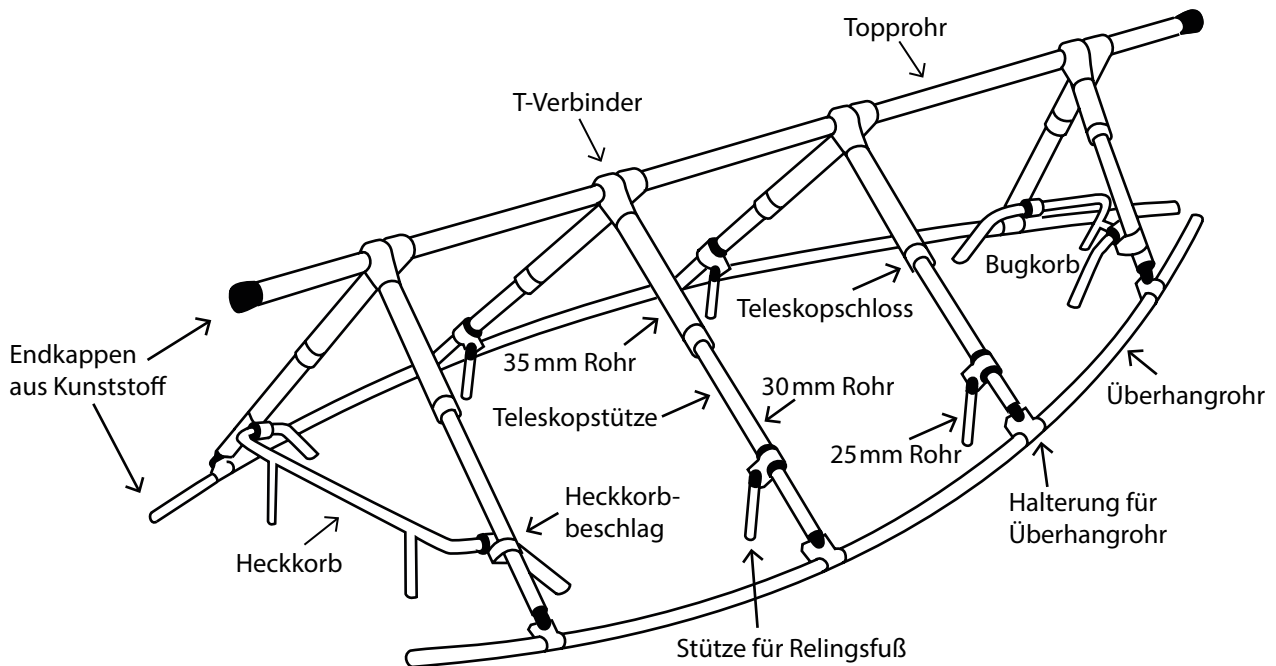 Topprohr
T-Verbinder
Bugkorb
Teleskopschloss
Endkappen
aus Kunststoff
35 mm Rohr
30 mm Rohr
Überhangrohr
Teleskopstütze
25 mm Rohr
Heckkorb-
beschlag
Halterung für
Überhangrohr
Heckkorb
Stütze für Relingsfuß